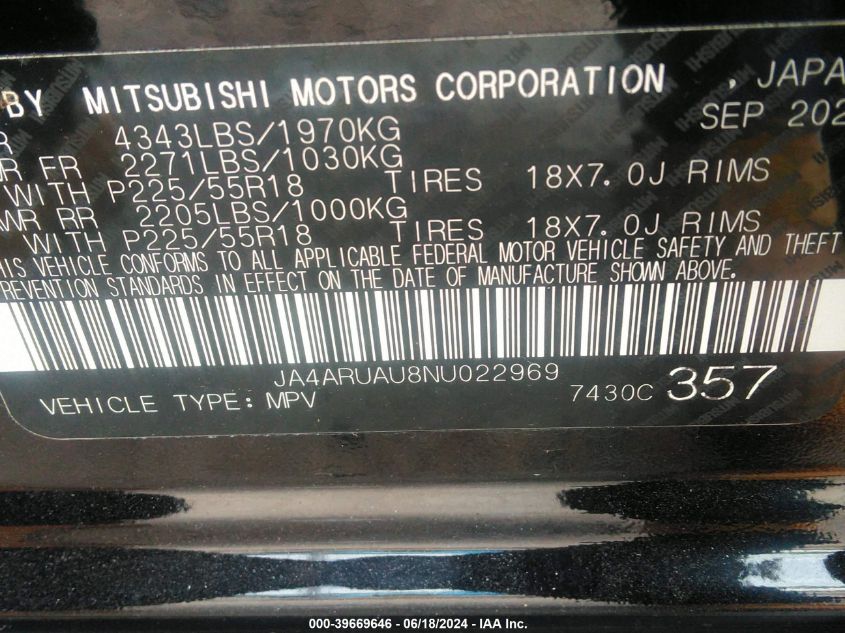 BY MITSUBISHI MOTORS CORPORATION , JAPA
SEP 202
R 4343LBS/1970KG
R FR 2271LBS/1030KG
WITH P225/55R18 TIRES 18X7.0J RIMS
AWR RR 2205LBS/1000KG
WITH P225/55R18 TIRES 18X7.0J RIMS
HIS VEHICLE CONFORMS TO ALL APPLICABLE FEDERAL MOTOR VEHICLE SAFETY AND THEFT
PREVENTION STANDARDS IN EFFECT ON THE DATE OF MANUFACTURE SHOWN ABOVE.
JA4ARUAU8NU022969
VEHICLE TYPE: MPV 7430C 357
000-39669646 - 06/18/2024 - IAA Inc.